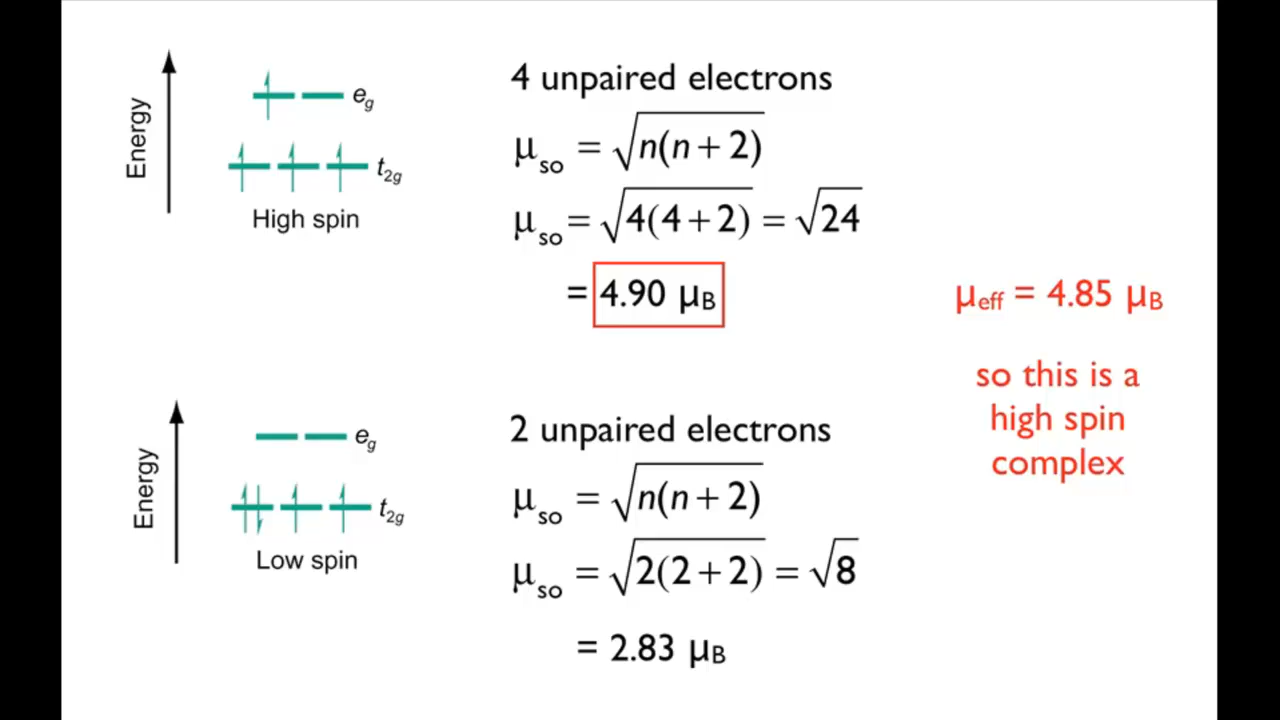 Energy
e_g
t_2g
High spin
4 unpaired electrons
μ_so = √n(n + 2)
μ_so = √4(4 + 2) = √24
= 4.90 μ_B
μ_eff = 4.85 μ_B
so this is a
high spin
complex
Energy
e_g
t_2g
Low spin
2 unpaired electrons
μ_so = √n(n + 2)
μ_so = √2(2 + 2) = √8
= 2.83 μ_B